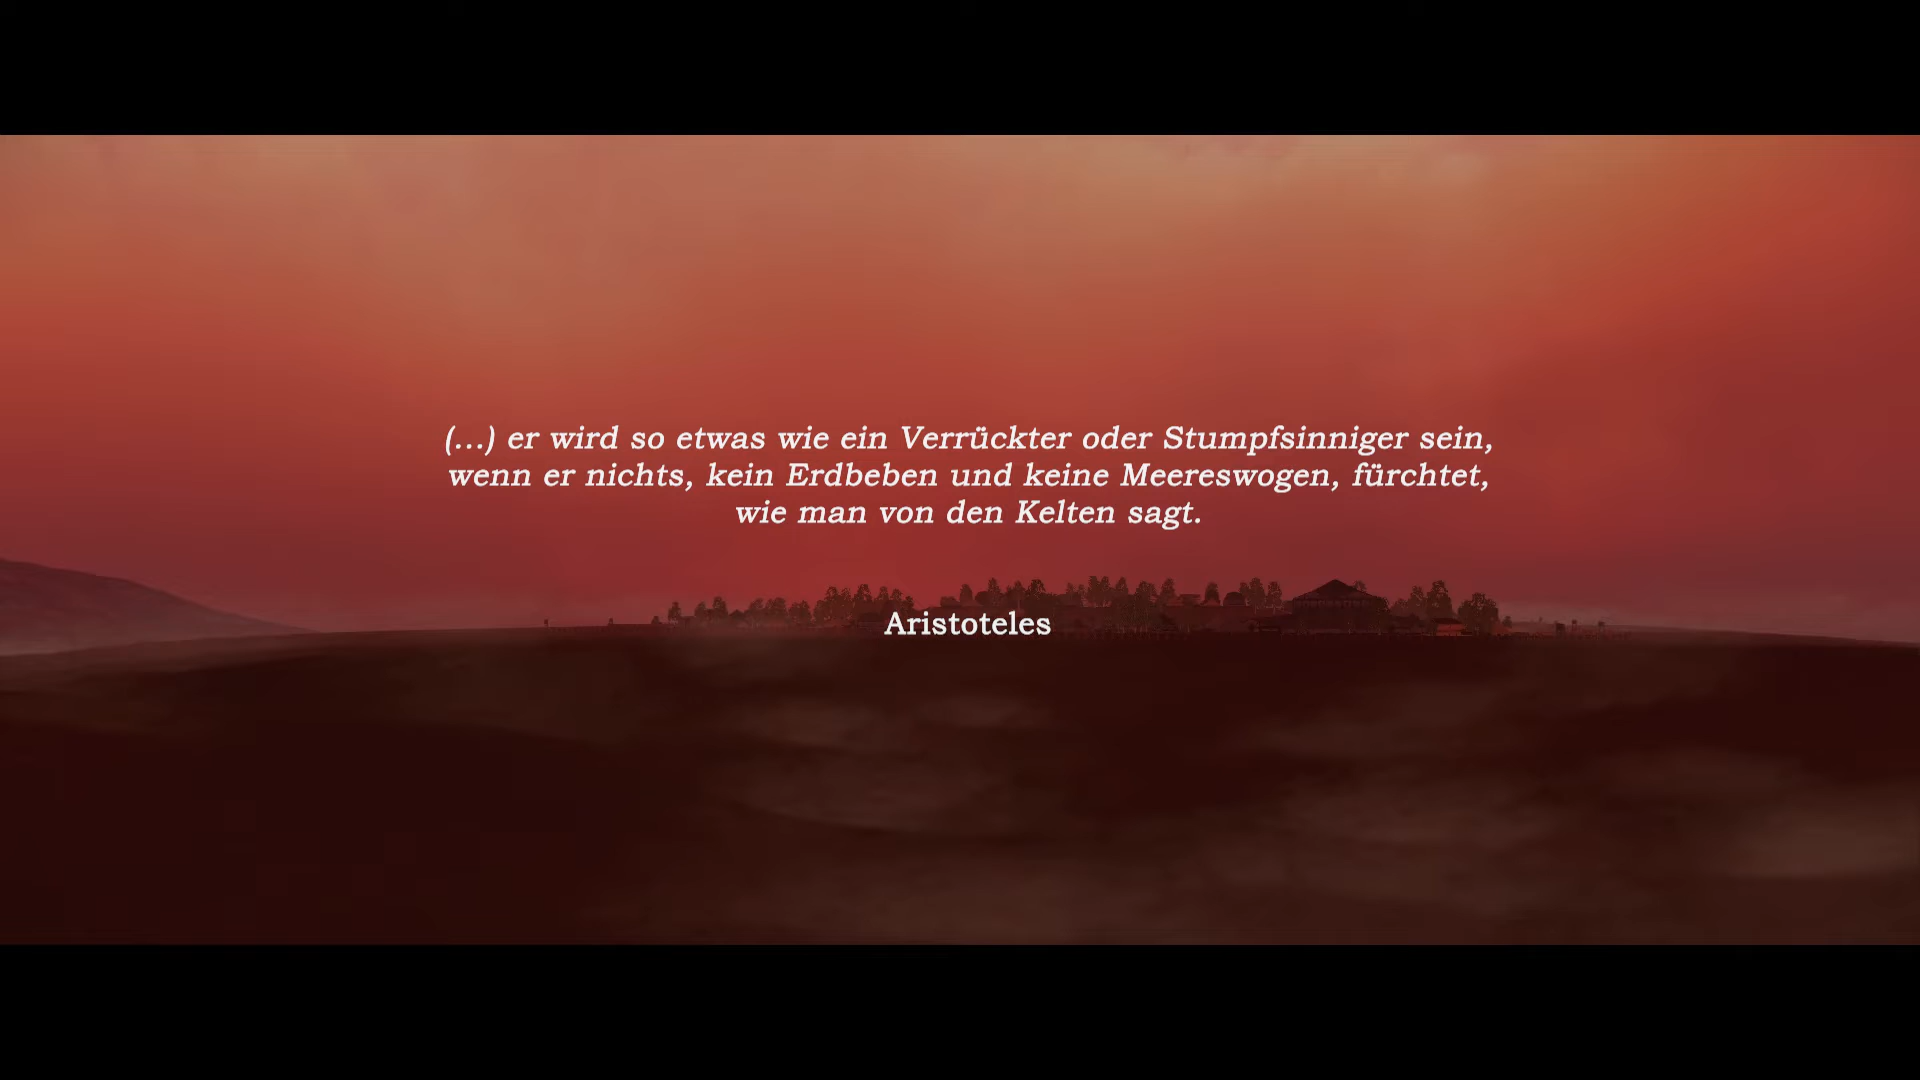 (...) er wird so etwas wie ein Verrückter oder Stumpfsinniger sein,
wenn er nichts, kein Erdbeben und keine Meereswogen, fürchtet,
wie man von den Kelten sagt.
Aristoteles